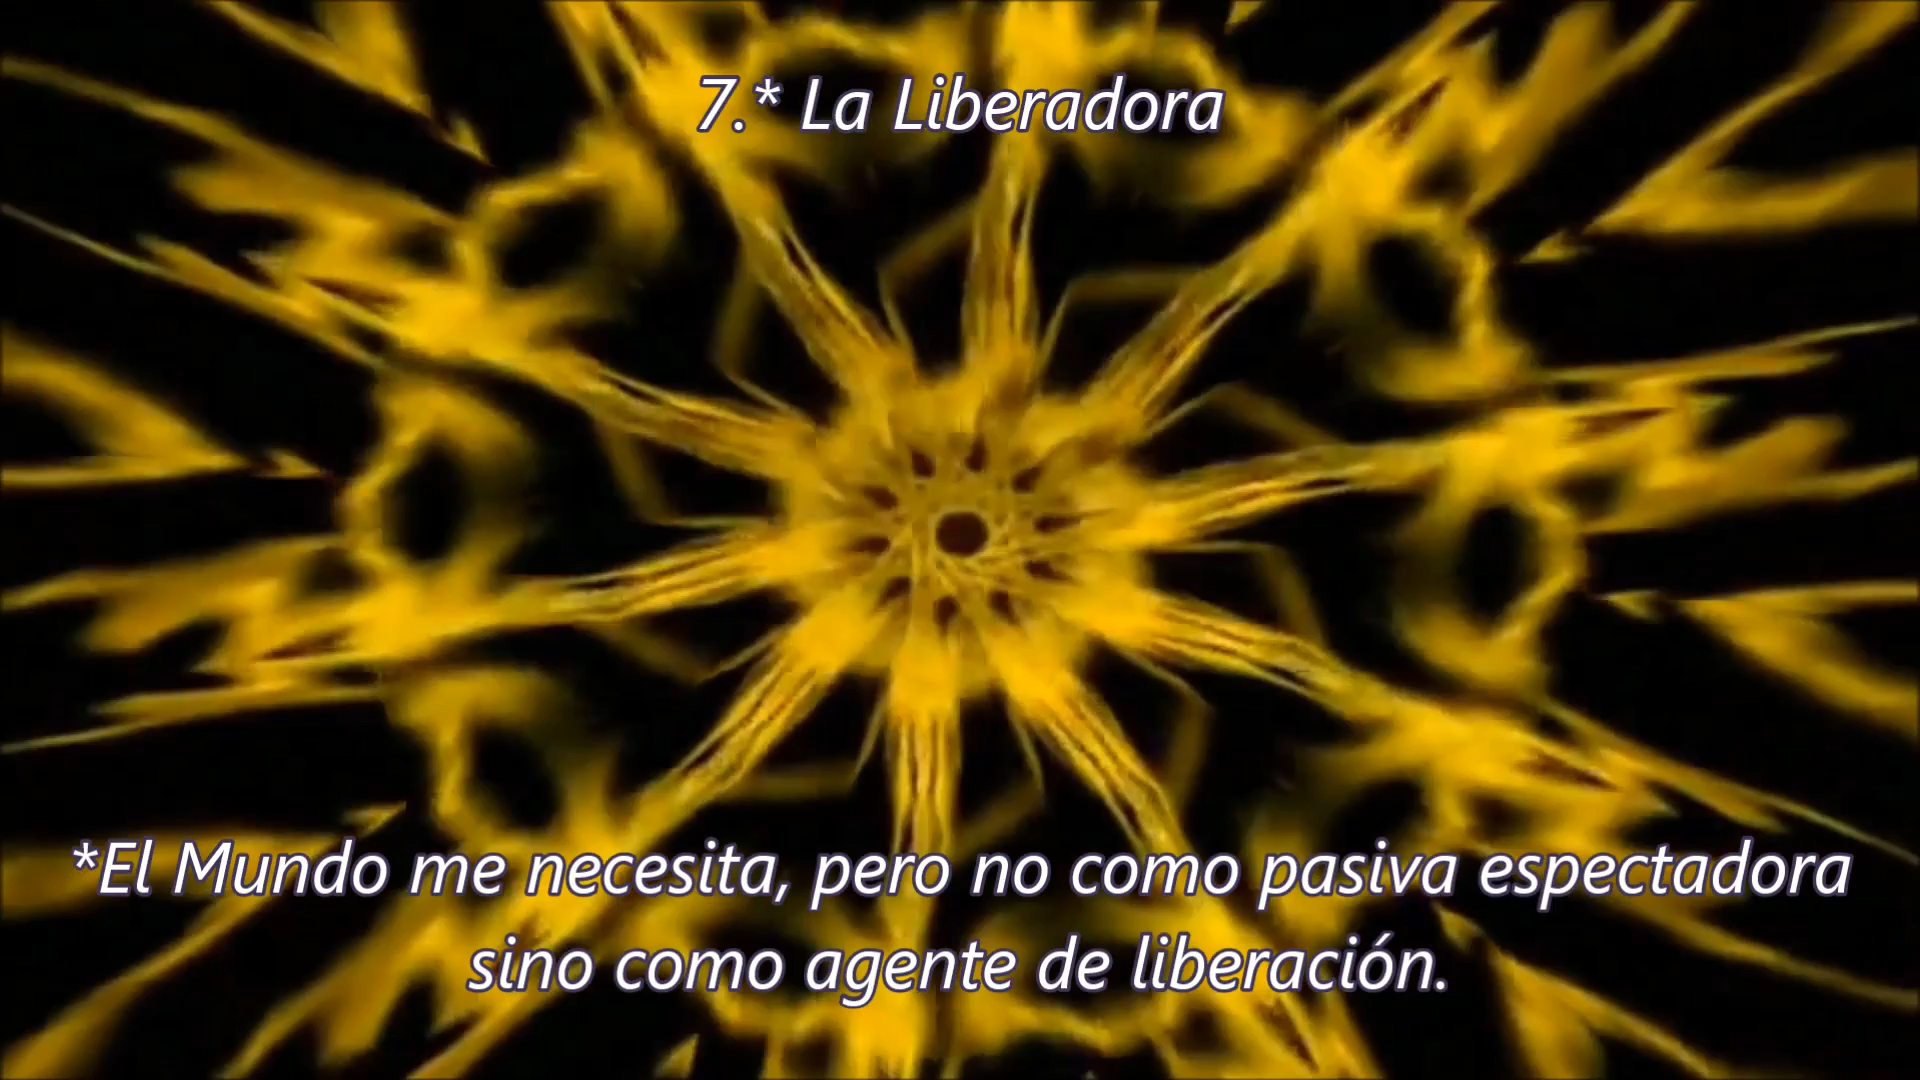 7.* La Liberadora
*El Mundo me necesita, pero no como pasiva espectadora
sino como agente de liberación.